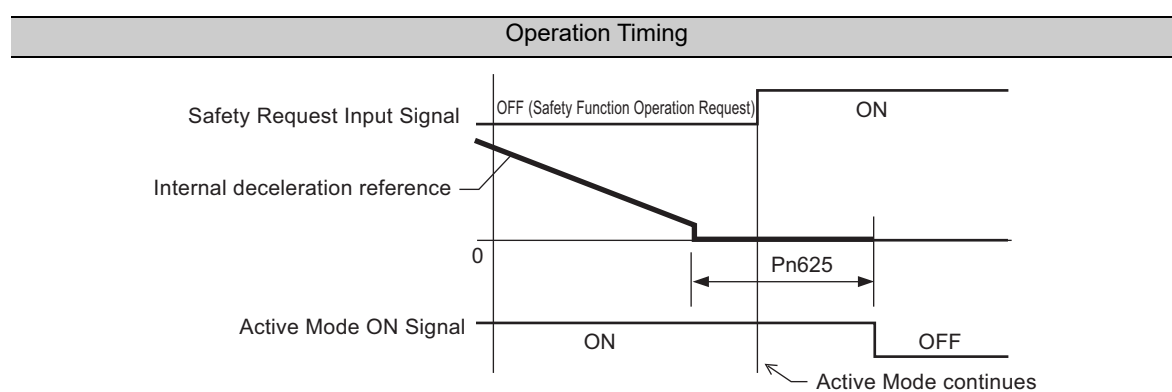 Operation Timing
Safety Request Input Signal
OFF (Safety Function Operation Request)
ON
Internal deceleration reference
0
Pn625
Active Mode ON Signal
ON
OFF
Active Mode continues